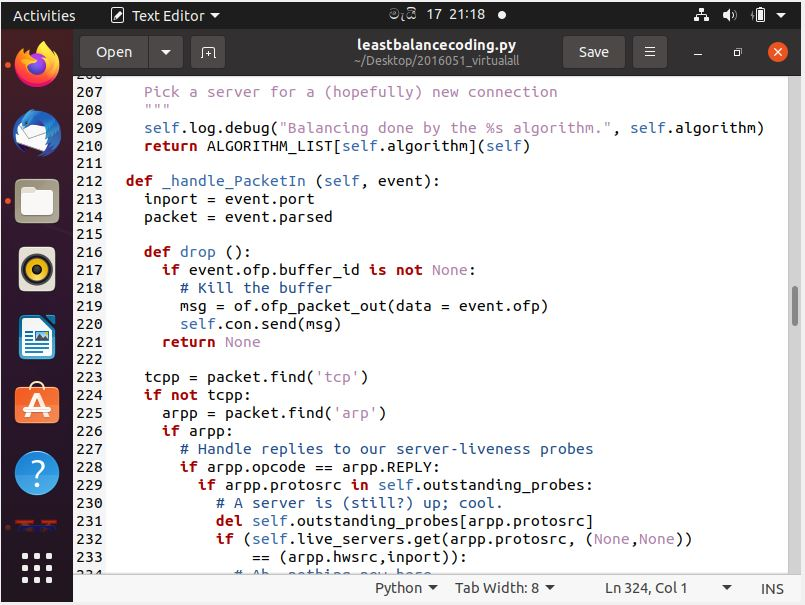 Activities
Text Editor
මැයි 17 21:18
Open
leastbalancecoding.py
~/Desktop/2016051_virtualall
Save
206
207 Pick a server for a (hopefully) new connection
208 """
209 self.log.debug("Balancing done by the %s algorithm.", self.algorithm)
210 return ALGORITHM_LIST[self.algorithm](self)
211
212 def _handle_PacketIn (self, event):
213 inport = event.port
214 packet = event.parsed
215
216 def drop ():
217 if event.ofp.buffer_id is not None:
218 # Kill the buffer
219 msg = of.ofp_packet_out(data = event.ofp)
220 self.con.send(msg)
221 return None
222
223 tcpp = packet.find('tcp')
224 if not tcpp:
225 arpp = packet.find('arp')
226 if arpp:
227 # Handle replies to our server-liveness probes
228 if arpp.opcode == arpp.REPLY:
229 if arpp.protosrc in self.outstanding_probes:
230 # A server is (still?) up; cool.
231 del self.outstanding_probes[arpp.protosrc]
232 if (self.live_servers.get(arpp.protosrc, (None,None))
233 == (arpp.hwsrc,inport)):
234 # Ah, nothing new here.
Python
Tab Width: 8
Ln 324, Col 1
INS